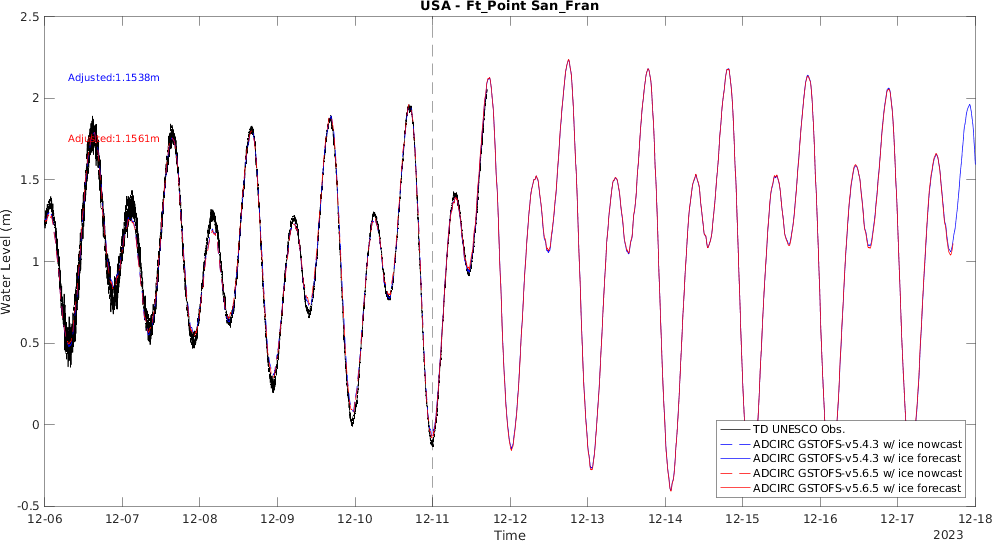 USA - Ft_Point San_Fran
2.5
2
1.5
1
0.5
0
-0.5
Water Level (m)
Adjusted:1.1538m
Adjusted:1.1561m
TD UNESCO Obs.
ADCIRC GSTOFS-v5.4.3 w/ ice nowcast
ADCIRC GSTOFS-v5.4.3 w/ ice forecast
ADCIRC GSTOFS-v5.6.5 w/ ice nowcast
ADCIRC GSTOFS-v5.6.5 w/ ice forecast
12-06 12-07 12-08 12-09 12-10 12-11 12-12 12-13 12-14 12-15 12-16 12-17 12-18
Time
2023